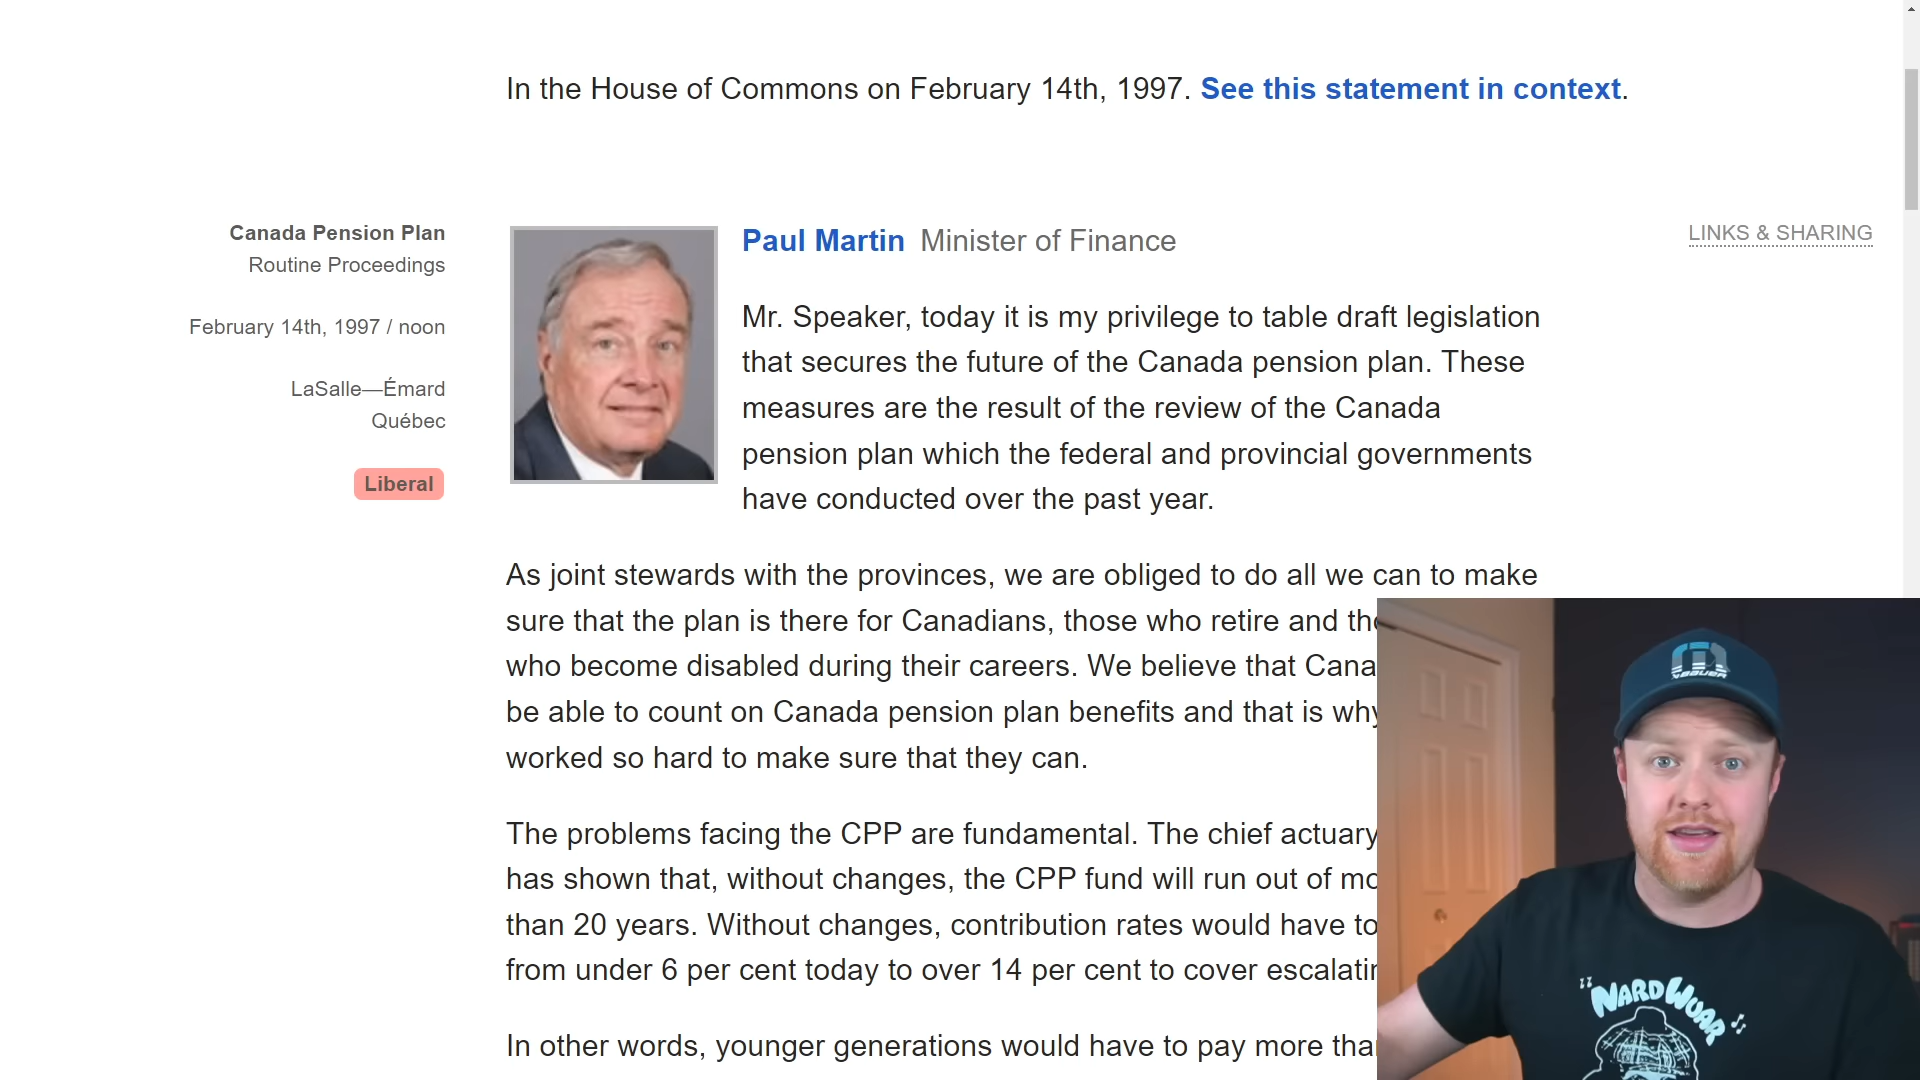 In the House of Commons on February 14th, 1997. See this statement in context.
Canada Pension Plan
Routine Proceedings
February 14th, 1997 / noon
LaSalle—Émard
Québec
Liberal
Paul Martin Minister of Finance
LINKS & SHARING
Mr. Speaker, today it is my privilege to table draft legislation
that secures the future of the Canada pension plan. These
measures are the result of the review of the Canada
pension plan which the federal and provincial governments
have conducted over the past year.
As joint stewards with the provinces, we are obliged to do all we can to make
sure that the plan is there for Canadians, those who retire and
who become disabled during their careers. We believe that
be able to count on Canada pension plan benefits and that is why
worked so hard to make sure that they can.
The problems facing the CPP are fundamental. The chief actuary
has shown that, without changes, the CPP fund will run out of
than 20 years. Without changes, contribution rates would have to
from under 6 per cent today to over 14 per cent to cover
In other words, younger generations would have to pay more
BAUER
"NARDWUAR